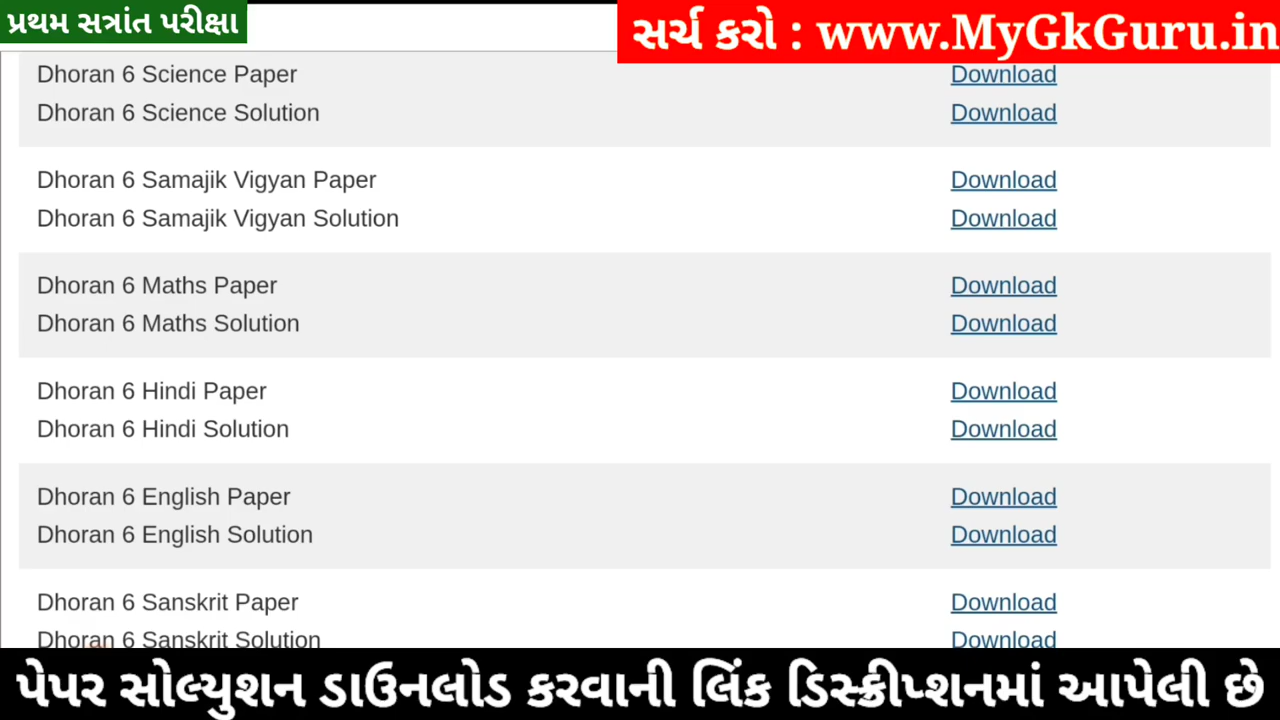 પ્રથમ સત્રાંત પરીક્ષા
સર્ચ કરો : www.MyGkGuru.in
Dhoran 6 Science Paper Download
Dhoran 6 Science Solution Download
Dhoran 6 Samajik Vigyan Paper Download
Dhoran 6 Samajik Vigyan Solution Download
Dhoran 6 Maths Paper Download
Dhoran 6 Maths Solution Download
Dhoran 6 Hindi Paper Download
Dhoran 6 Hindi Solution Download
Dhoran 6 English Paper Download
Dhoran 6 English Solution Download
Dhoran 6 Sanskrit Paper Download
Dhoran 6 Sanskrit Solution Download
પેપર સોલ્યુશન ડાઉનલોડ કરવાની લિંક ડિસ્ક્રીપ્શનમાં આપેલી છે